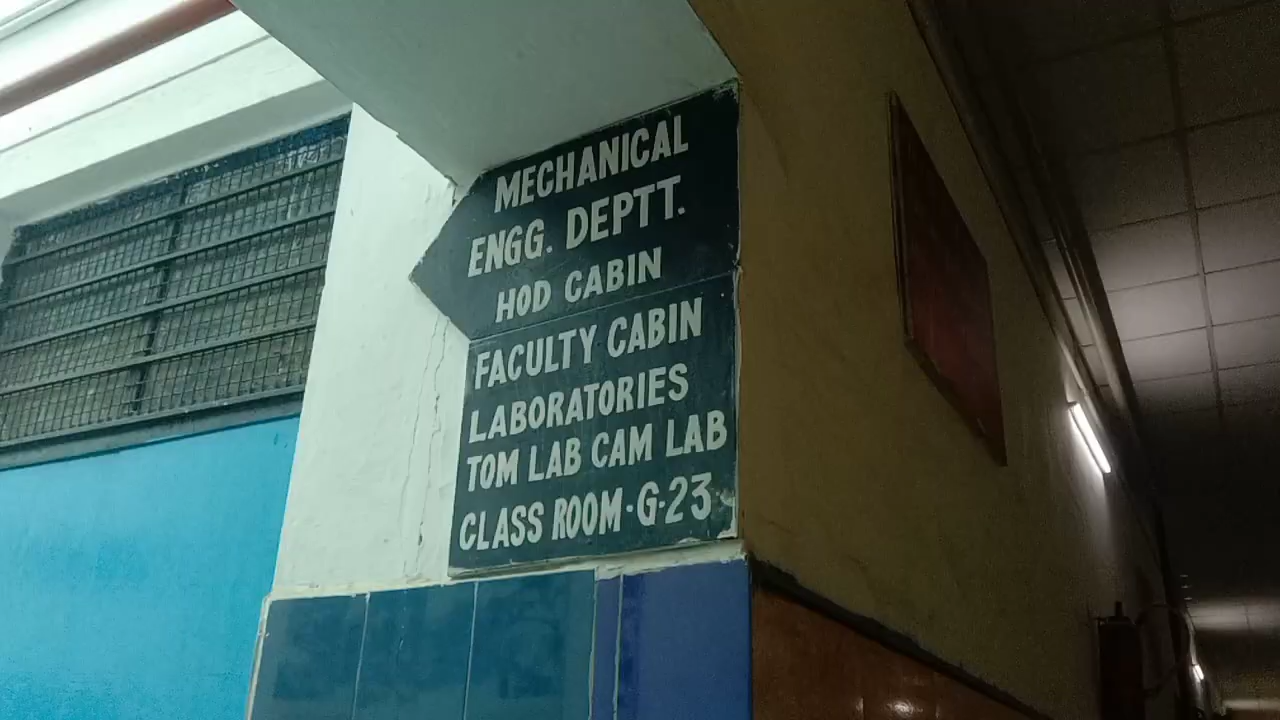 MECHANICAL
ENGG. DEPTT.
HOD CABIN
FACULTY CABIN
LABORATORIES
TOM LAB CAM LAB
CLASS ROOM·G-23